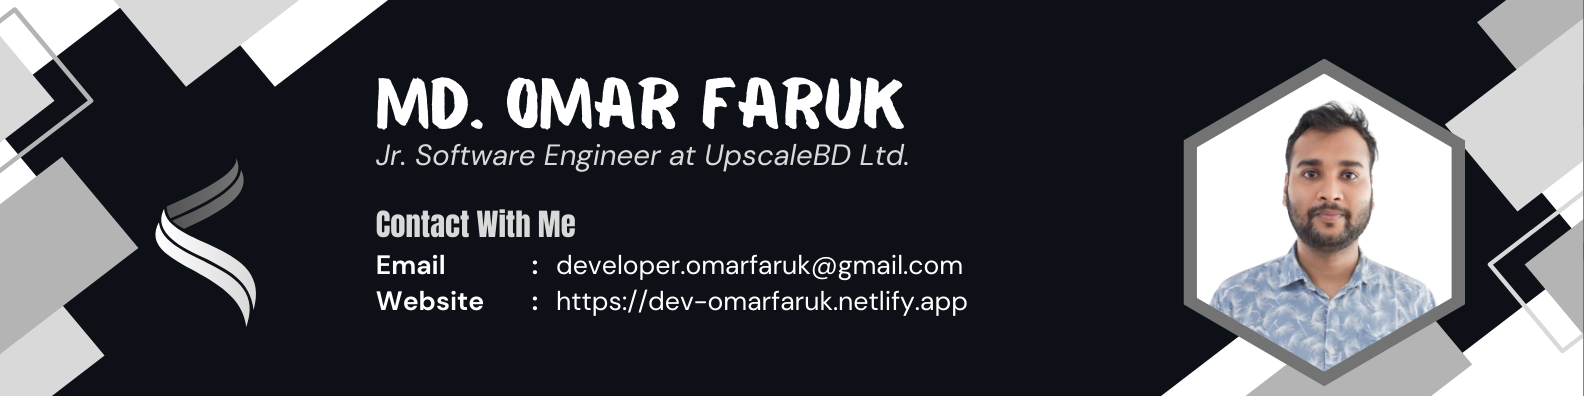 MD. OMAR FARUK
Jr. Software Engineer at UpscaleBD Ltd.
Contact With Me
Email : developer.omarfaruk@gmail.com
Website : https://dev-omarfaruk.netlify.app